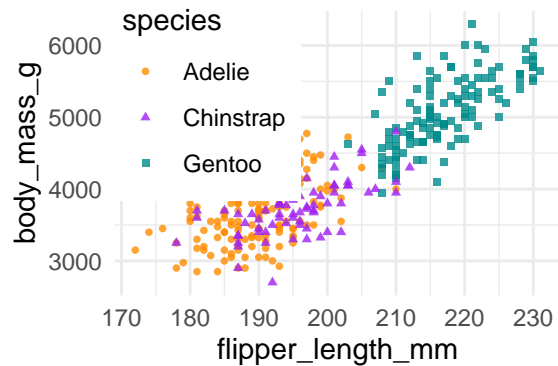 species
Adelie
Chinstrap
Gentoo
body_mass_g
6000
5000
4000
3000
170 180 190 200 210 220 230
flipper_length_mm